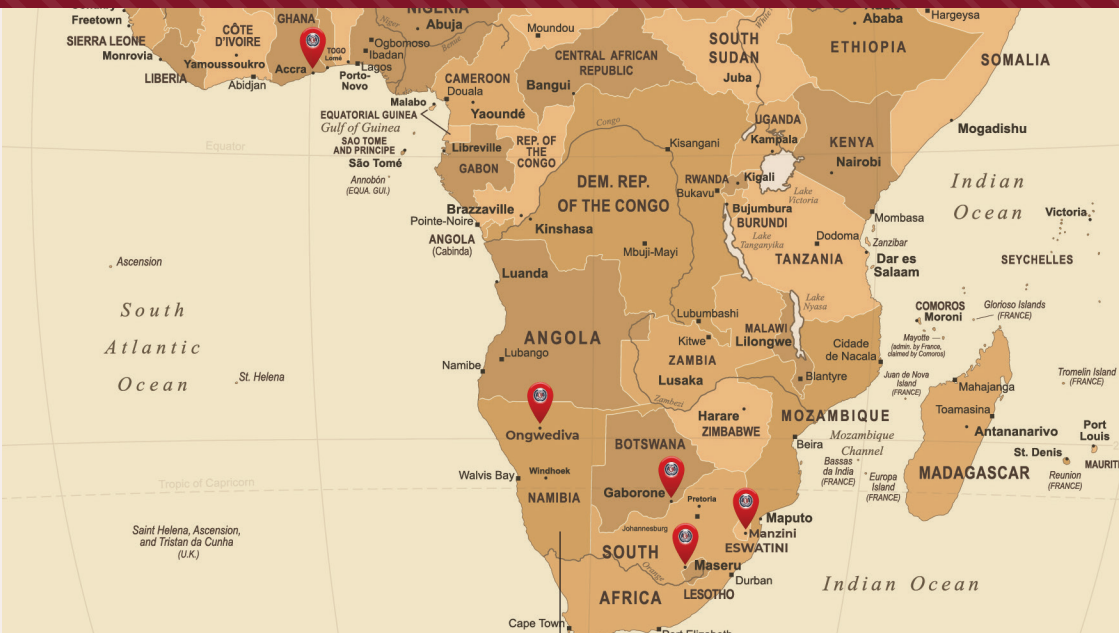 Freetown
SIERRA LEONE
Monrovia
LIBERIA
CÔTE
D'IVOIRE
Yamoussoukro
Abidjan
GHANA
Accra
TOGO
Lomé
Porto-
Novo
Lagos
Ibadan
Ogbomoso
NIGERIA
Abuja
Niger
Benue
Moundou
CENTRAL AFRICAN
REPUBLIC
Bangui
SOUTH
SUDAN
Juba
White
Addis
Ababa
ETHIOPIA
Hargeysa
SOMALIA
Mogadishu
CAMEROON
Douala
Yaoundé
Malabo
EQUATORIAL GUINEA
Gulf of Guinea
SAO TOME
AND PRINCIPE
São Tomé
Annobón
(EQUA. GUI.)
Equator
Libreville
GABON
REP. OF
THE
CONGO
Brazzaville
Pointe-Noire
ANGOLA
(Cabinda)
Congo
Kisangani
DEM. REP.
OF THE CONGO
Kinshasa
Mbuji-Mayi
Bukavu
Lubumbashi
UGANDA
Kampala
KENYA
Nairobi
RWANDA
Kigali
Lake
Victoria
Bujumbura
BURUNDI
Lake
Tanganyika
Dodoma
TANZANIA
Mombasa
Zanzibar
Dar es
Salaam
Indian
Ocean
Victoria
SEYCHELLES
Ascension
South
Atlantic
Ocean
St. Helena
Luanda
ANGOLA
Lubango
Namibe
Lake
Nyasa
MALAWI
Lilongwe
Kitwe
ZAMBIA
Lusaka
Zambezi
Blantyre
Cidade
de Nacala
COMOROS
Moroni
Glorioso Islands
(FRANCE)
Mayotte
(admin. by France,
claimed by Comoros)
Juan de Nova
Island
(FRANCE)
Mahajanga
Tromelin Island
(FRANCE)
Toamasina
Antananarivo
MADAGASCAR
Port
Louis
St. Denis
Reunion
(FRANCE)
MAURIT
Ongwediva
Harare
ZIMBABWE
MOZAMBIQUE
Beira
Mozambique
Channel
Bassas
da India
(FRANCE)
Europa
Island
(FRANCE)
BOTSWANA
Gaborone
Walvis Bay
Windhoek
NAMIBIA
Tropic of Capricorn
Pretoria
Johannesburg
Maputo
Manzini
ESWATINI
Saint Helena, Ascension,
and Tristan da Cunha
(U.K.)
SOUTH
AFRICA
Orange
Maseru
LESOTHO
Durban
Indian Ocean
Cape Town
Port Elizabeth